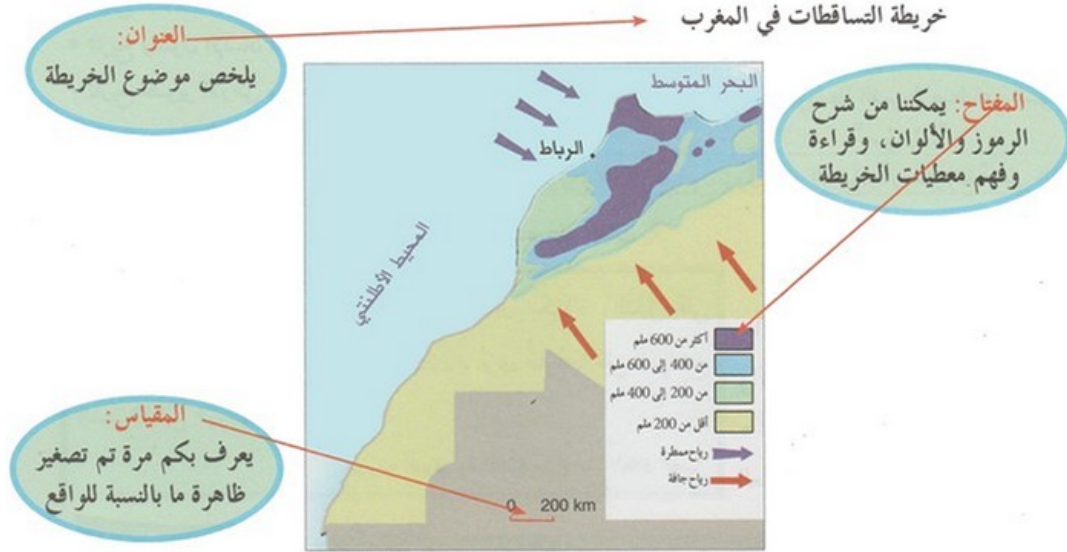 خريطة التساقطات في المغرب
العنوان:
يلخص موضوع الخريطة
المفتاح: يمكننا من شرح
الرموز والألوان، وقراءة
وفهم معطيات الخريطة
البحر المتوسط
الرباط
المحيط الأطلنتي
أكثر من 600 ملم
من 400 إلى 600 ملم
من 200 إلى 400 ملم
أقل من 200 ملم
رياح ممطرة
رياح جافة
0 200 km
المقياس:
يعرف بكم مرة تم تصغير
ظاهرة ما بالنسبة للواقع